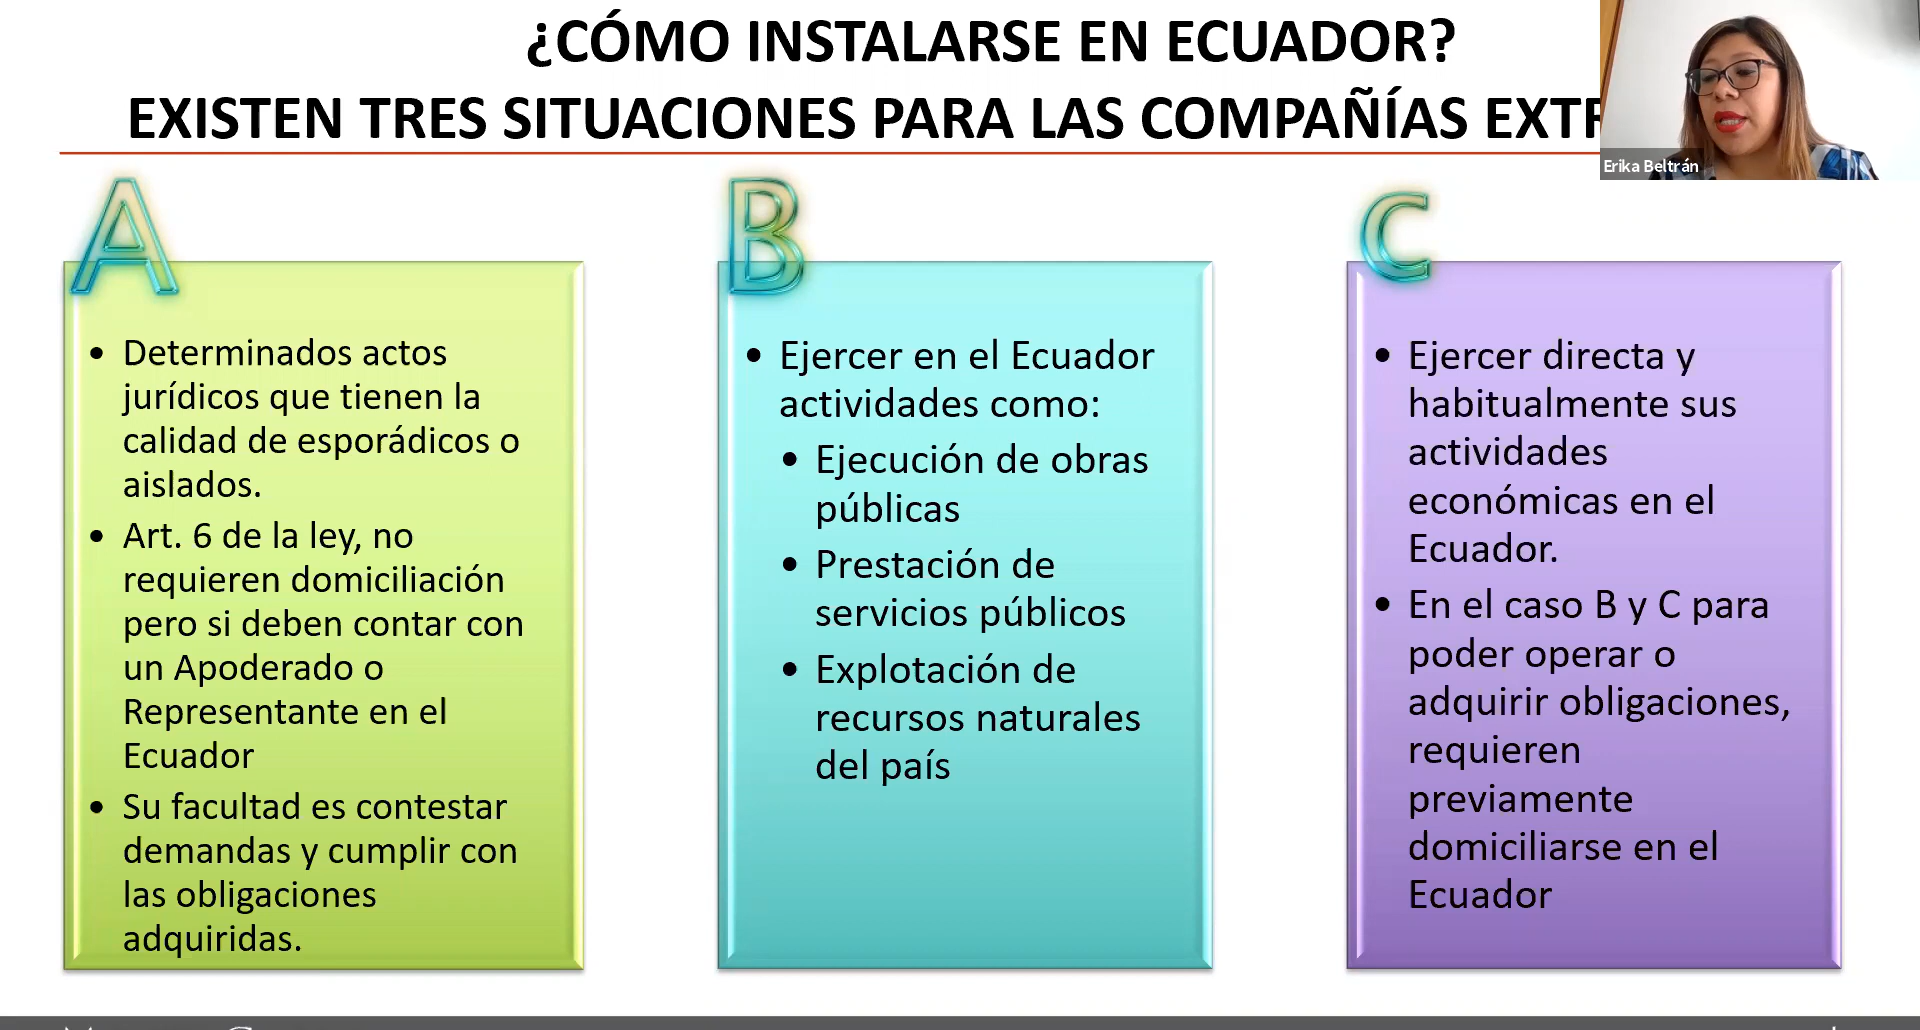 ¿CÓMO INSTALARSE EN ECUADOR?
EXISTEN TRES SITUACIONES PARA LAS COMPAÑÍAS
Erika Beltrán
A
• Determinados actos
jurídicos que tienen la
calidad de esporádicos o
aislados.
• Art. 6 de la ley, no
requieren domiciliación
pero si deben contar con
un Apoderado o
Representante en el
Ecuador
• Su facultad es contestar
demandas y cumplir con
las obligaciones
adquiridas.
B
• Ejercer en el Ecuador
actividades como:
• Ejecución de obras
públicas
• Prestación de
servicios públicos
• Explotación de
recursos naturales
del país
C
• Ejercer directa y
habitualmente sus
actividades
económicas en el
Ecuador.
• En el caso B y C para
poder operar o
adquirir obligaciones,
requieren
previamente
domiciliarse en el
Ecuador